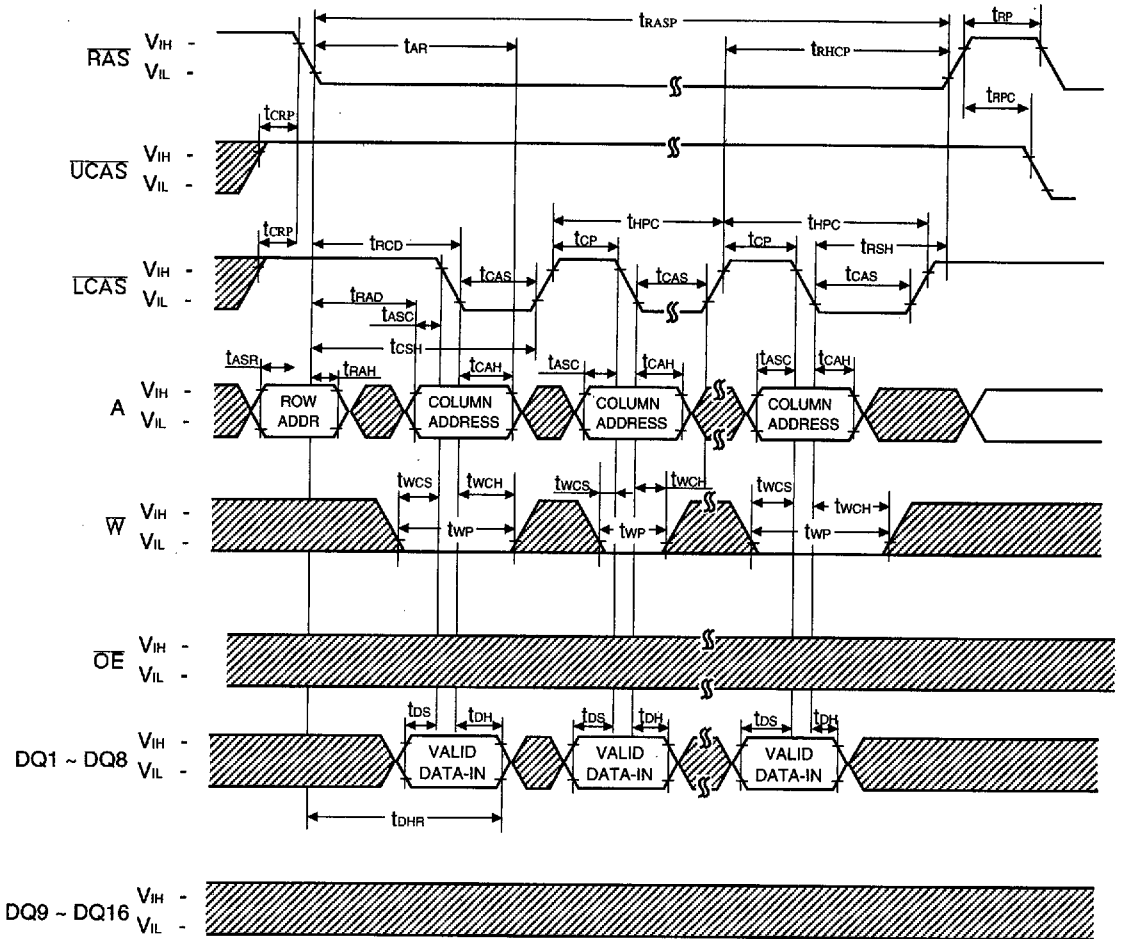 tRASP
tRP
tAR
tRHCP
RAS
VIH -
VIL -
tRPC
tCRP
UCAS
VIH -
VIL -
tCRP
tHPC
tHPC
tRCD
tCP
tCP
tRSH
LCAS
VIH -
VIL -
tCAS
tCAS
tCAS
tRAD
tASC
tCSH
tASR
tRAH
tCAH
tASC
tCAH
tASC
tCAH
A
VIH -
VIL -
ROW ADDR
COLUMN ADDRESS
COLUMN ADDRESS
COLUMN ADDRESS
tWCS
tWCH
tWCS
tWCH
tWCS
tWCH
W
VIH -
VIL -
tWP
tWP
tWP
OE
VIH -
VIL -
tDS
tDH
tDS
tDH
tDS
tDH
DQ1 ~ DQ8
VIH -
VIL -
VALID DATA-IN
VALID DATA-IN
VALID DATA-IN
tDHR
DQ9 ~ DQ16
VIH -
VIL -